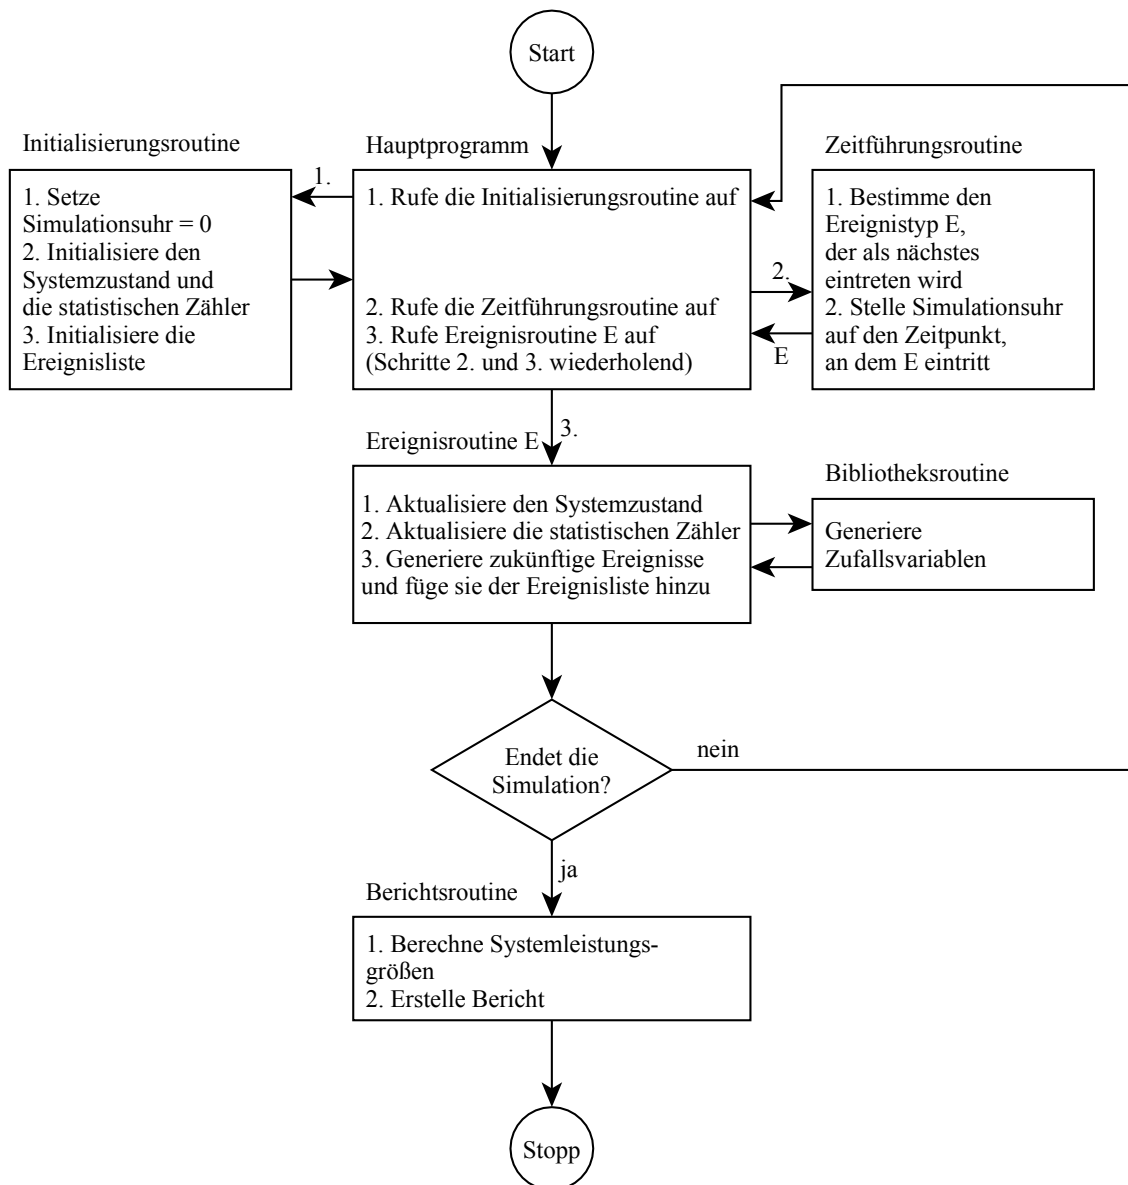 Start
Initialisierungsroutine
1. Setze
Simulationsuhr = 0
2. Initialisiere den
Systemzustand und
die statistischen Zähler
3. Initialisiere die
Ereignisliste
1.
Hauptprogramm
1. Rufe die Initialisierungsroutine auf
2. Rufe die Zeitführungsroutine auf
3. Rufe Ereignisroutine E auf
(Schritte 2. und 3. wiederholend)
2.
E
Zeitführungsroutine
1. Bestimme den
Ereignistyp E,
der als nächstes
eintreten wird
2. Stelle Simulationsuhr
auf den Zeitpunkt,
an dem E eintritt
3.
Ereignisroutine E
1. Aktualisiere den Systemzustand
2. Aktualisiere die statistischen Zähler
3. Generiere zukünftige Ereignisse
und füge sie der Ereignisliste hinzu
Bibliotheksroutine
Generiere
Zufallsvariablen
Endet die
Simulation?
nein
ja
Berichtsroutine
1. Berechne Systemleistungs-
größen
2. Erstelle Bericht
Stopp